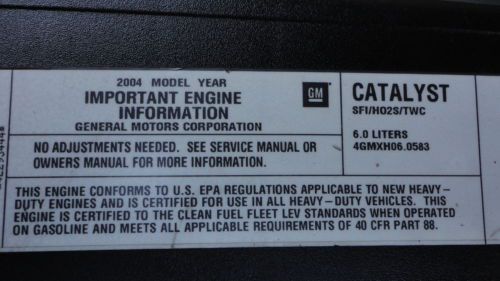 2004 MODEL YEAR
IMPORTANT ENGINE
INFORMATION
GENERAL MOTORS CORPORATION
GM
CATALYST
SFI/HO2S/TWC
6.0 LITERS
4GMXH06.0583
NO ADJUSTMENTS NEEDED. SEE SERVICE MANUAL OR
OWNERS MANUAL FOR MORE INFORMATION.
THIS ENGINE CONFORMS TO U.S. EPA REGULATIONS APPLICABLE TO NEW HEAVY-
DUTY ENGINES AND IS CERTIFIED FOR USE IN ALL HEAVY-DUTY VEHICLES. THIS
ENGINE IS CERTIFIED TO THE CLEAN FUEL FLEET LEV STANDARDS WHEN OPERATED
ON GASOLINE AND MEETS ALL APPLICABLE REQUIREMENTS OF 40 CFR PART 88.